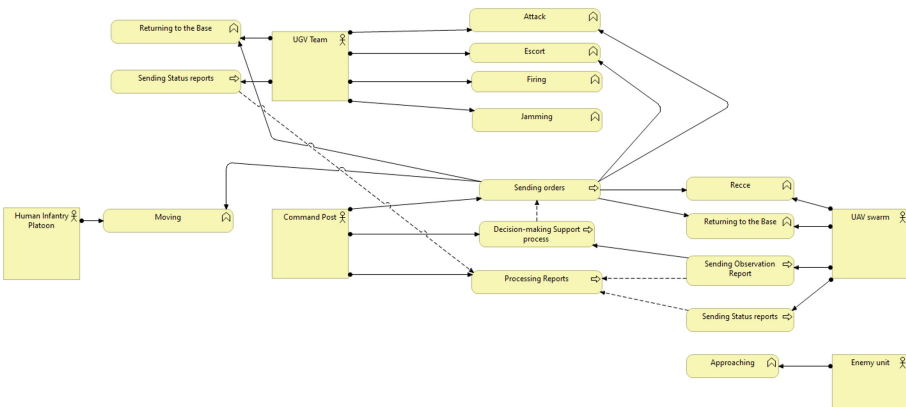 Attack
Returning to the Base
UGV Team
Escort
Sending Status reports
Firing
Jamming
Sending orders
Recce
Human Infantry
Platoon
Moving
Command Post
Returning to the Base
UAV swarm
Decision-making Support
process
Sending Observation
Report
Processing Reports
Sending Status reports
Approaching
Enemy unit